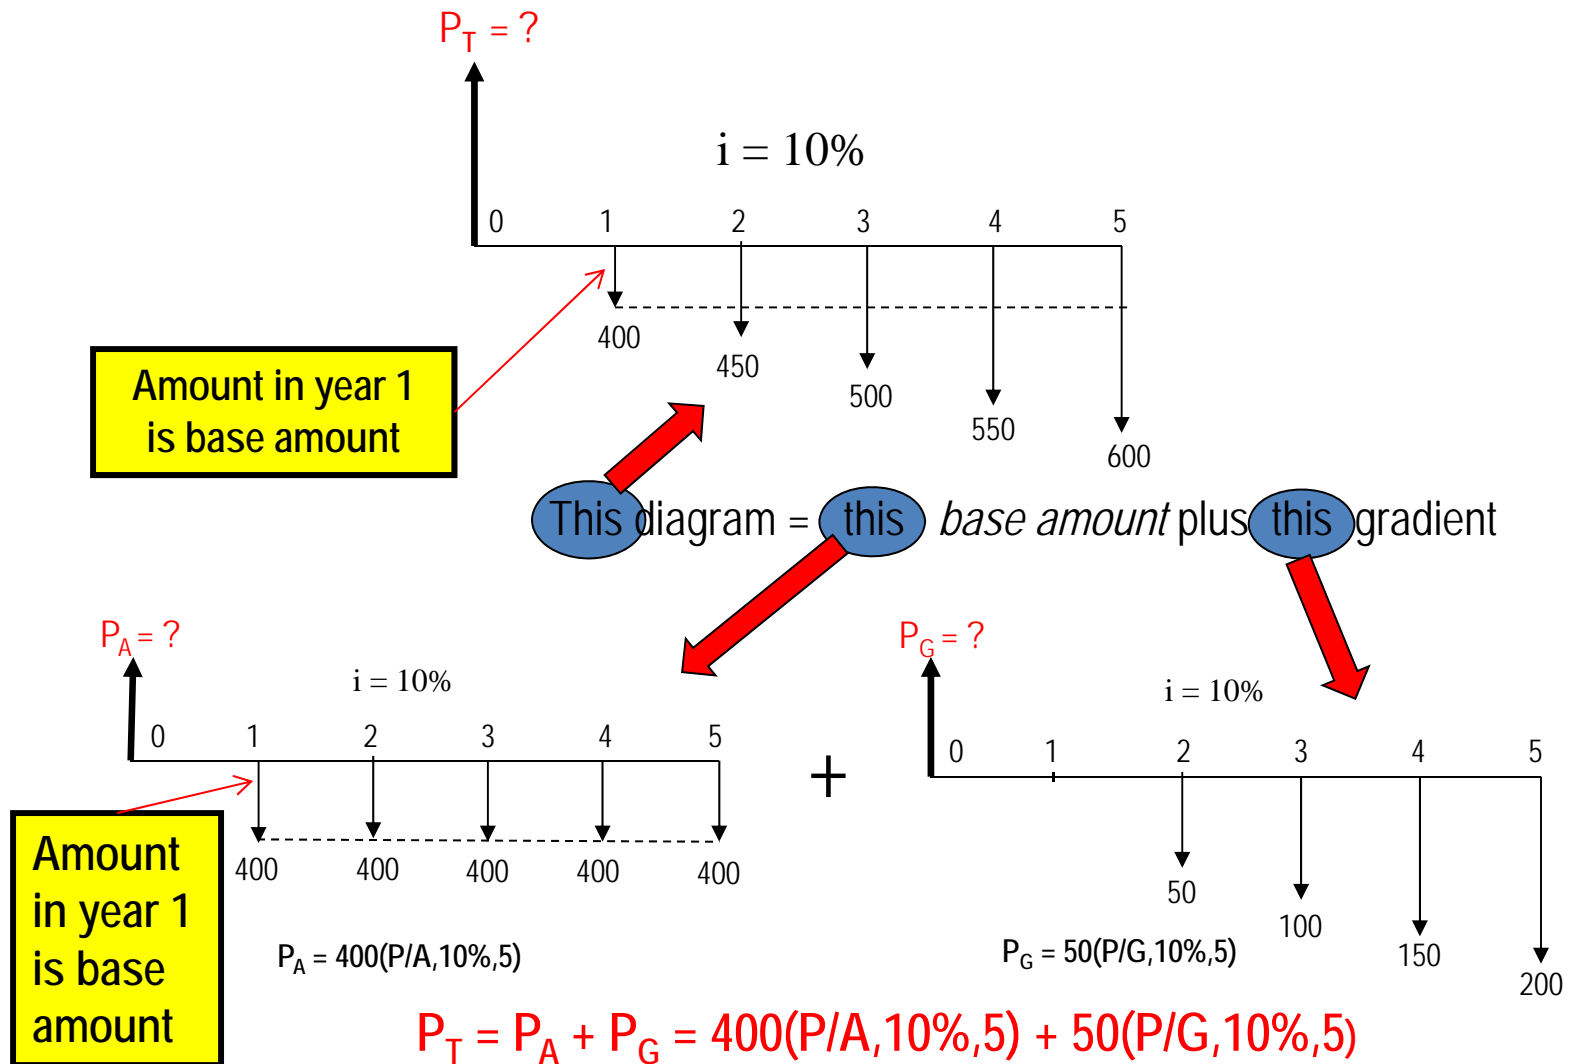 P_T = ?
i = 10%
0 1 2 3 4 5
400
450
500
550
600
Amount in year 1
is base amount
This diagram = this base amount plus this gradient
P_A = ?
i = 10%
0 1 2 3 4 5
400 400 400 400 400
Amount
in year 1
is base
amount
P_A = 400(P/A,10%,5)
+
P_G = ?
i = 10%
0 1 2 3 4 5
50
100
150
200
P_G = 50(P/G,10%,5)
P_T = P_A + P_G = 400(P/A,10%,5) + 50(P/G,10%,5)